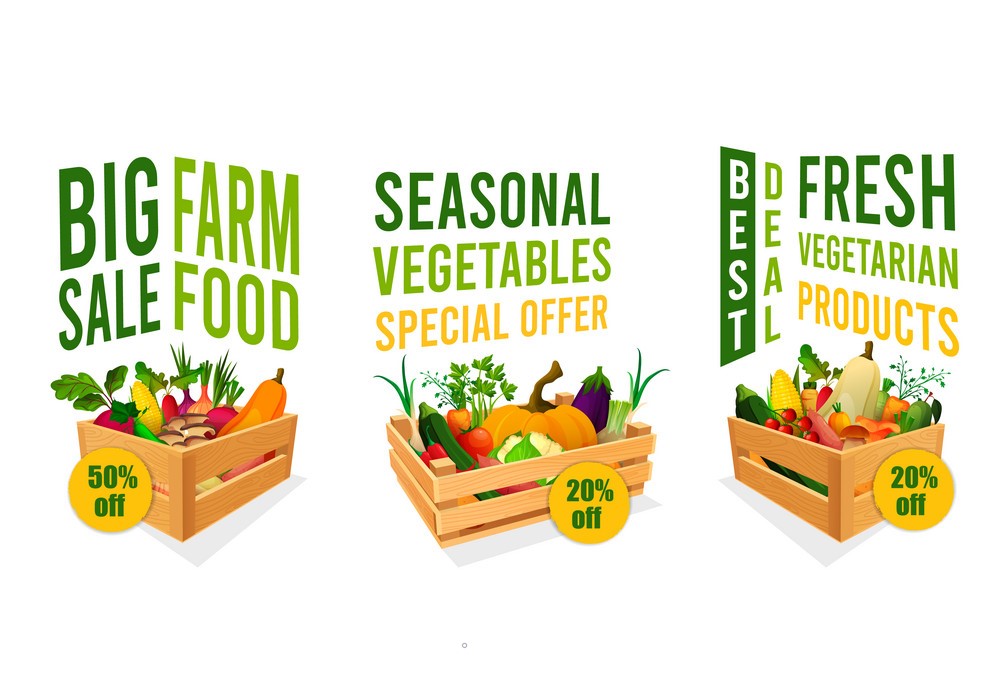 BIG FARM
SALE FOOD
50%
off
SEASONAL
VEGETABLES
SPECIAL OFFER
20%
off
BEST
DEAL
FRESH
VEGETARIAN
PRODUCTS
20%
off